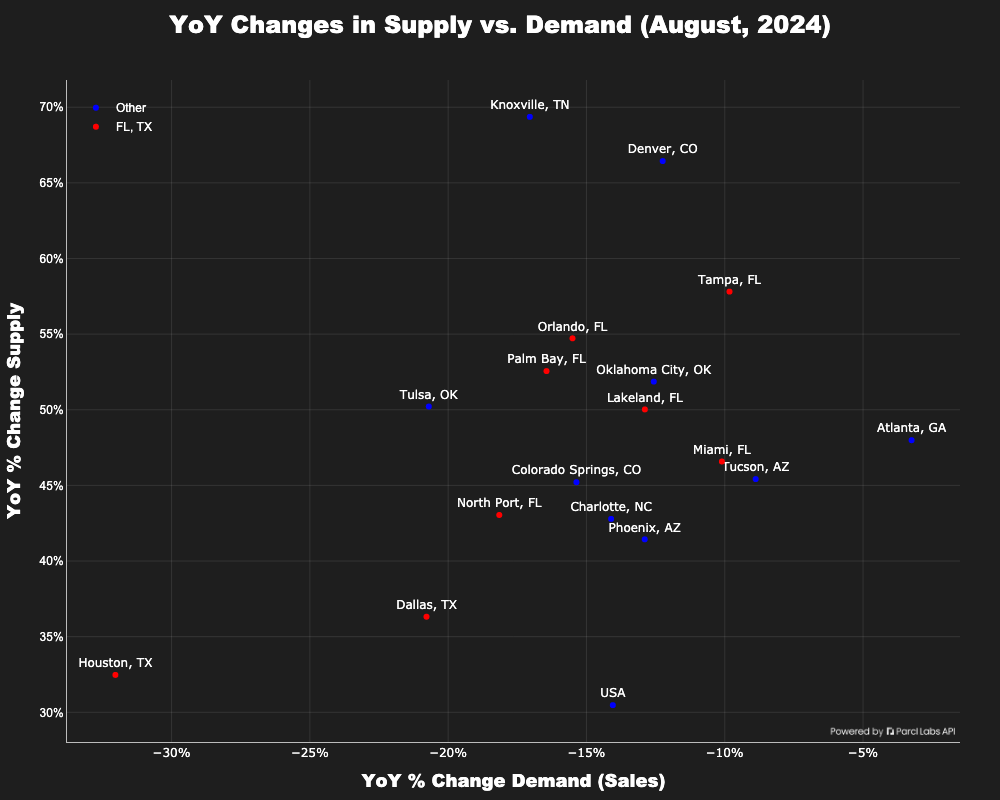 YoY Changes in Supply vs. Demand (August, 2024)
Other
FL, TX
YoY % Change Supply
70%
65%
60%
55%
50%
45%
40%
35%
30%
Knoxville, TN
Denver, CO
Tampa, FL
Orlando, FL
Palm Bay, FL
Oklahoma City, OK
Tulsa, OK
Lakeland, FL
Atlanta, GA
Miami, FL
Tucson, AZ
Colorado Springs, CO
North Port, FL
Charlotte, NC
Phoenix, AZ
Dallas, TX
Houston, TX
USA
Powered by Parcl Labs API
−30%
−25%
−20%
−15%
−10%
−5%
YoY % Change Demand (Sales)